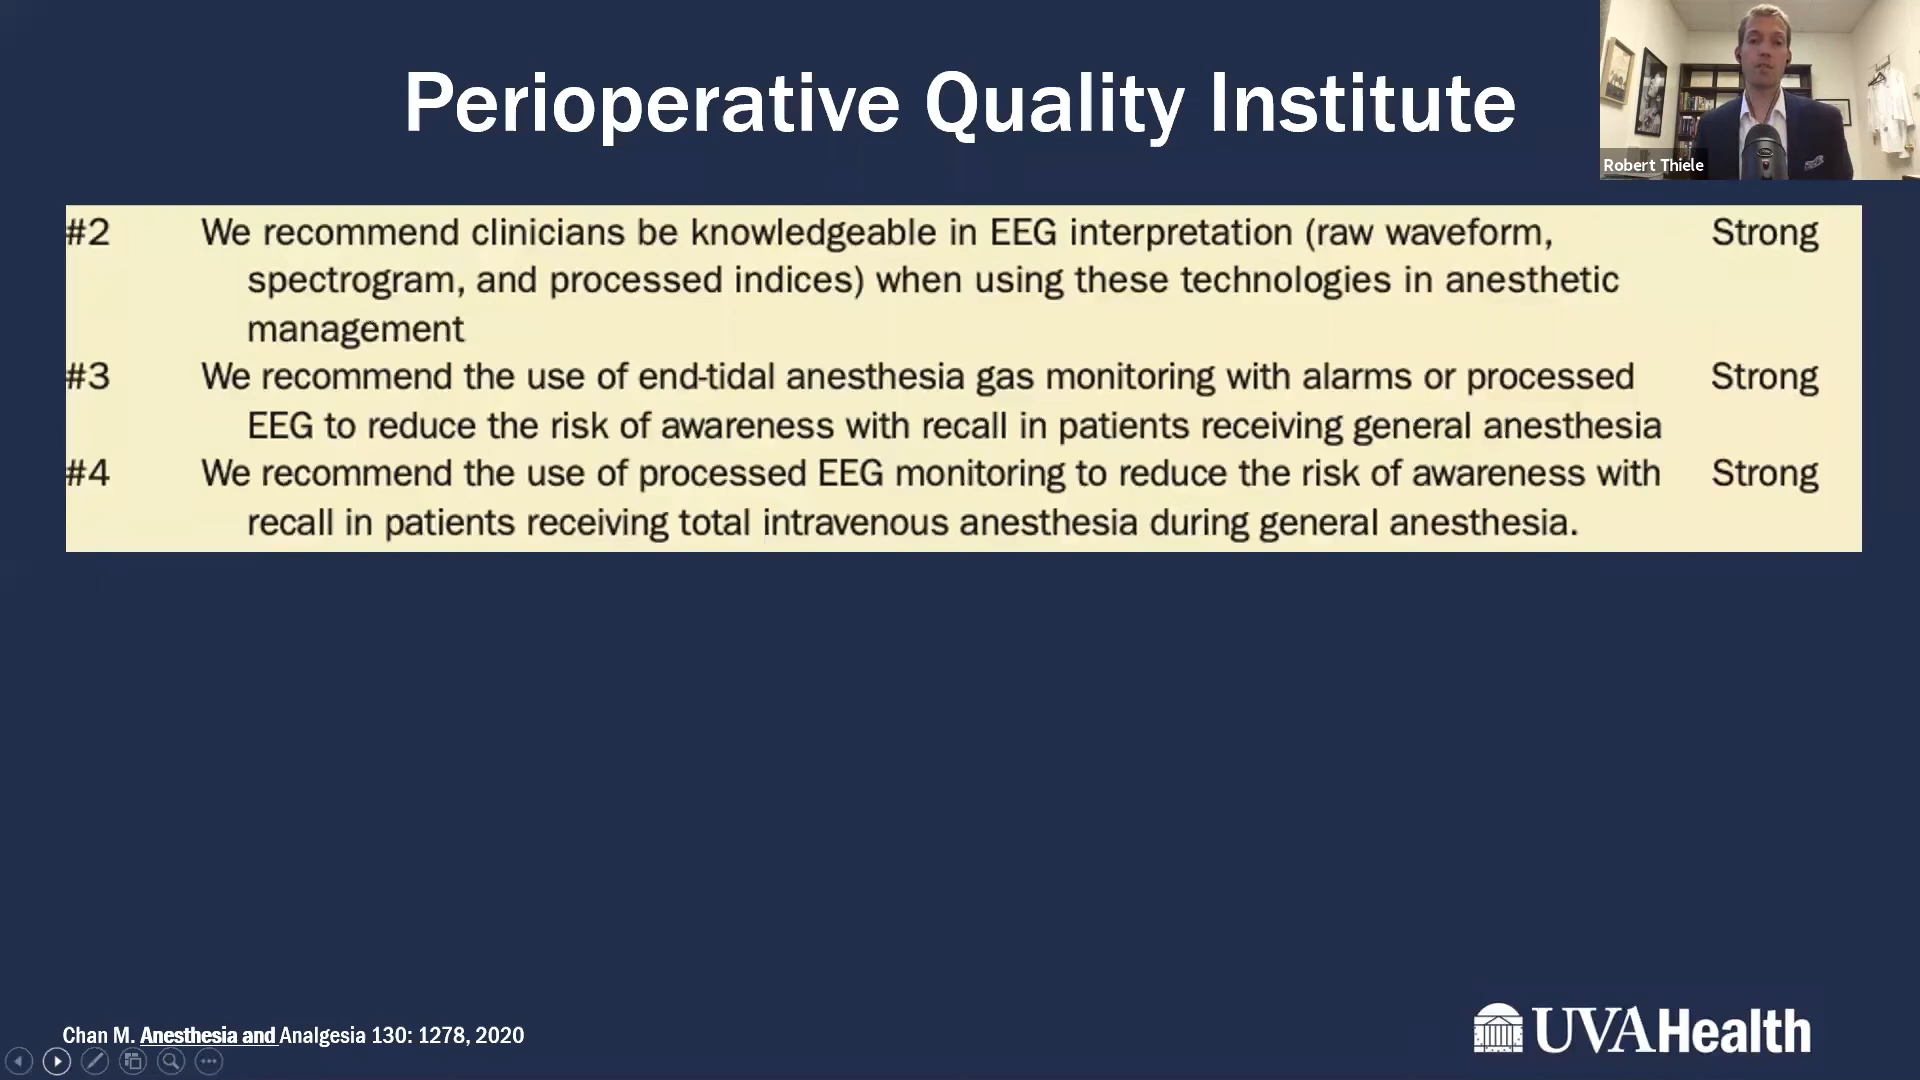 Perioperative Quality Institute
Robert Thiele
#2 We recommend clinicians be knowledgeable in EEG interpretation (raw waveform, Strong
spectrogram, and processed indices) when using these technologies in anesthetic
management
#3 We recommend the use of end-tidal anesthesia gas monitoring with alarms or processed Strong
EEG to reduce the risk of awareness with recall in patients receiving general anesthesia
#4 We recommend the use of processed EEG monitoring to reduce the risk of awareness with Strong
recall in patients receiving total intravenous anesthesia during general anesthesia.
Chan M. Anesthesia and Analgesia 130: 1278, 2020
UVAHealth